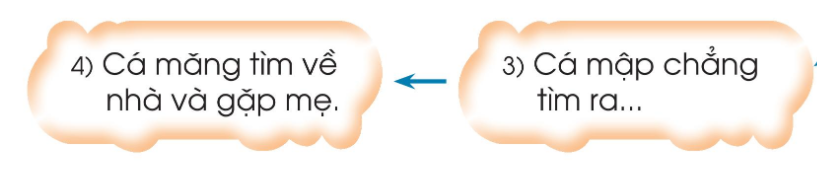 4) Cá măng tìm về
nhà và gặp mẹ.
3) Cá mập chẳng
tìm ra...